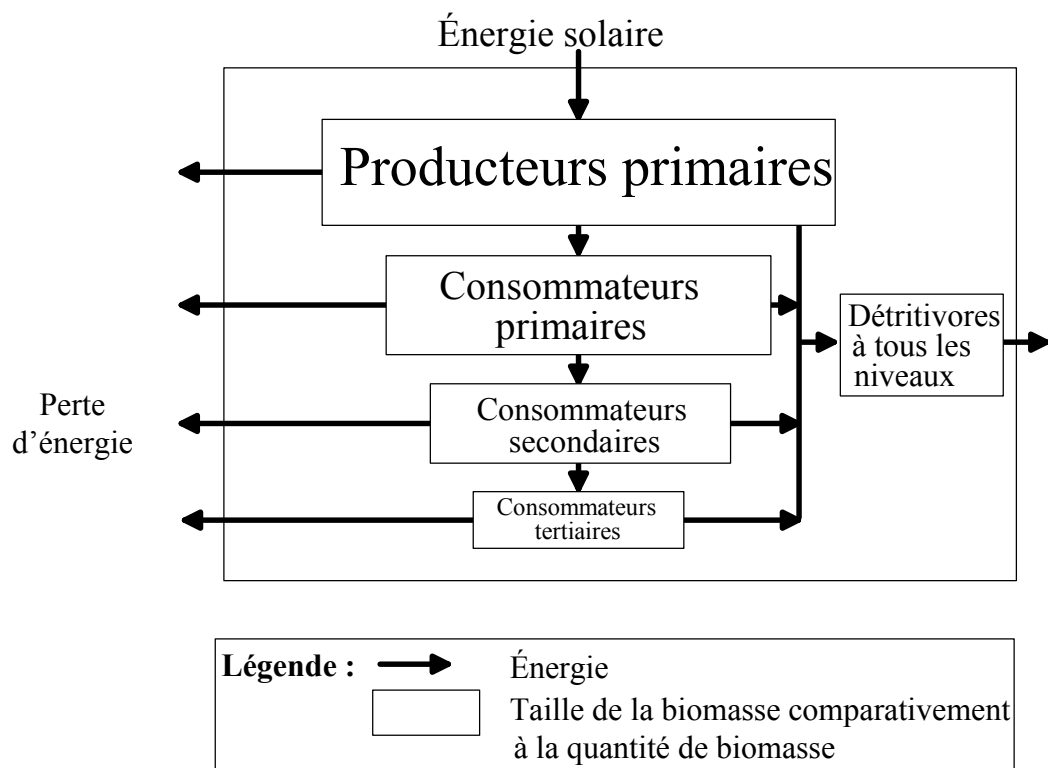 Énergie solaire
Producteurs primaires
Consommateurs
primaires
Détritivores
à tous les
niveaux
Perte
d’énergie
Consommateurs
secondaires
Consommateurs
tertiaires
Légende :
Énergie
Taille de la biomasse comparativement
à la quantité de biomasse